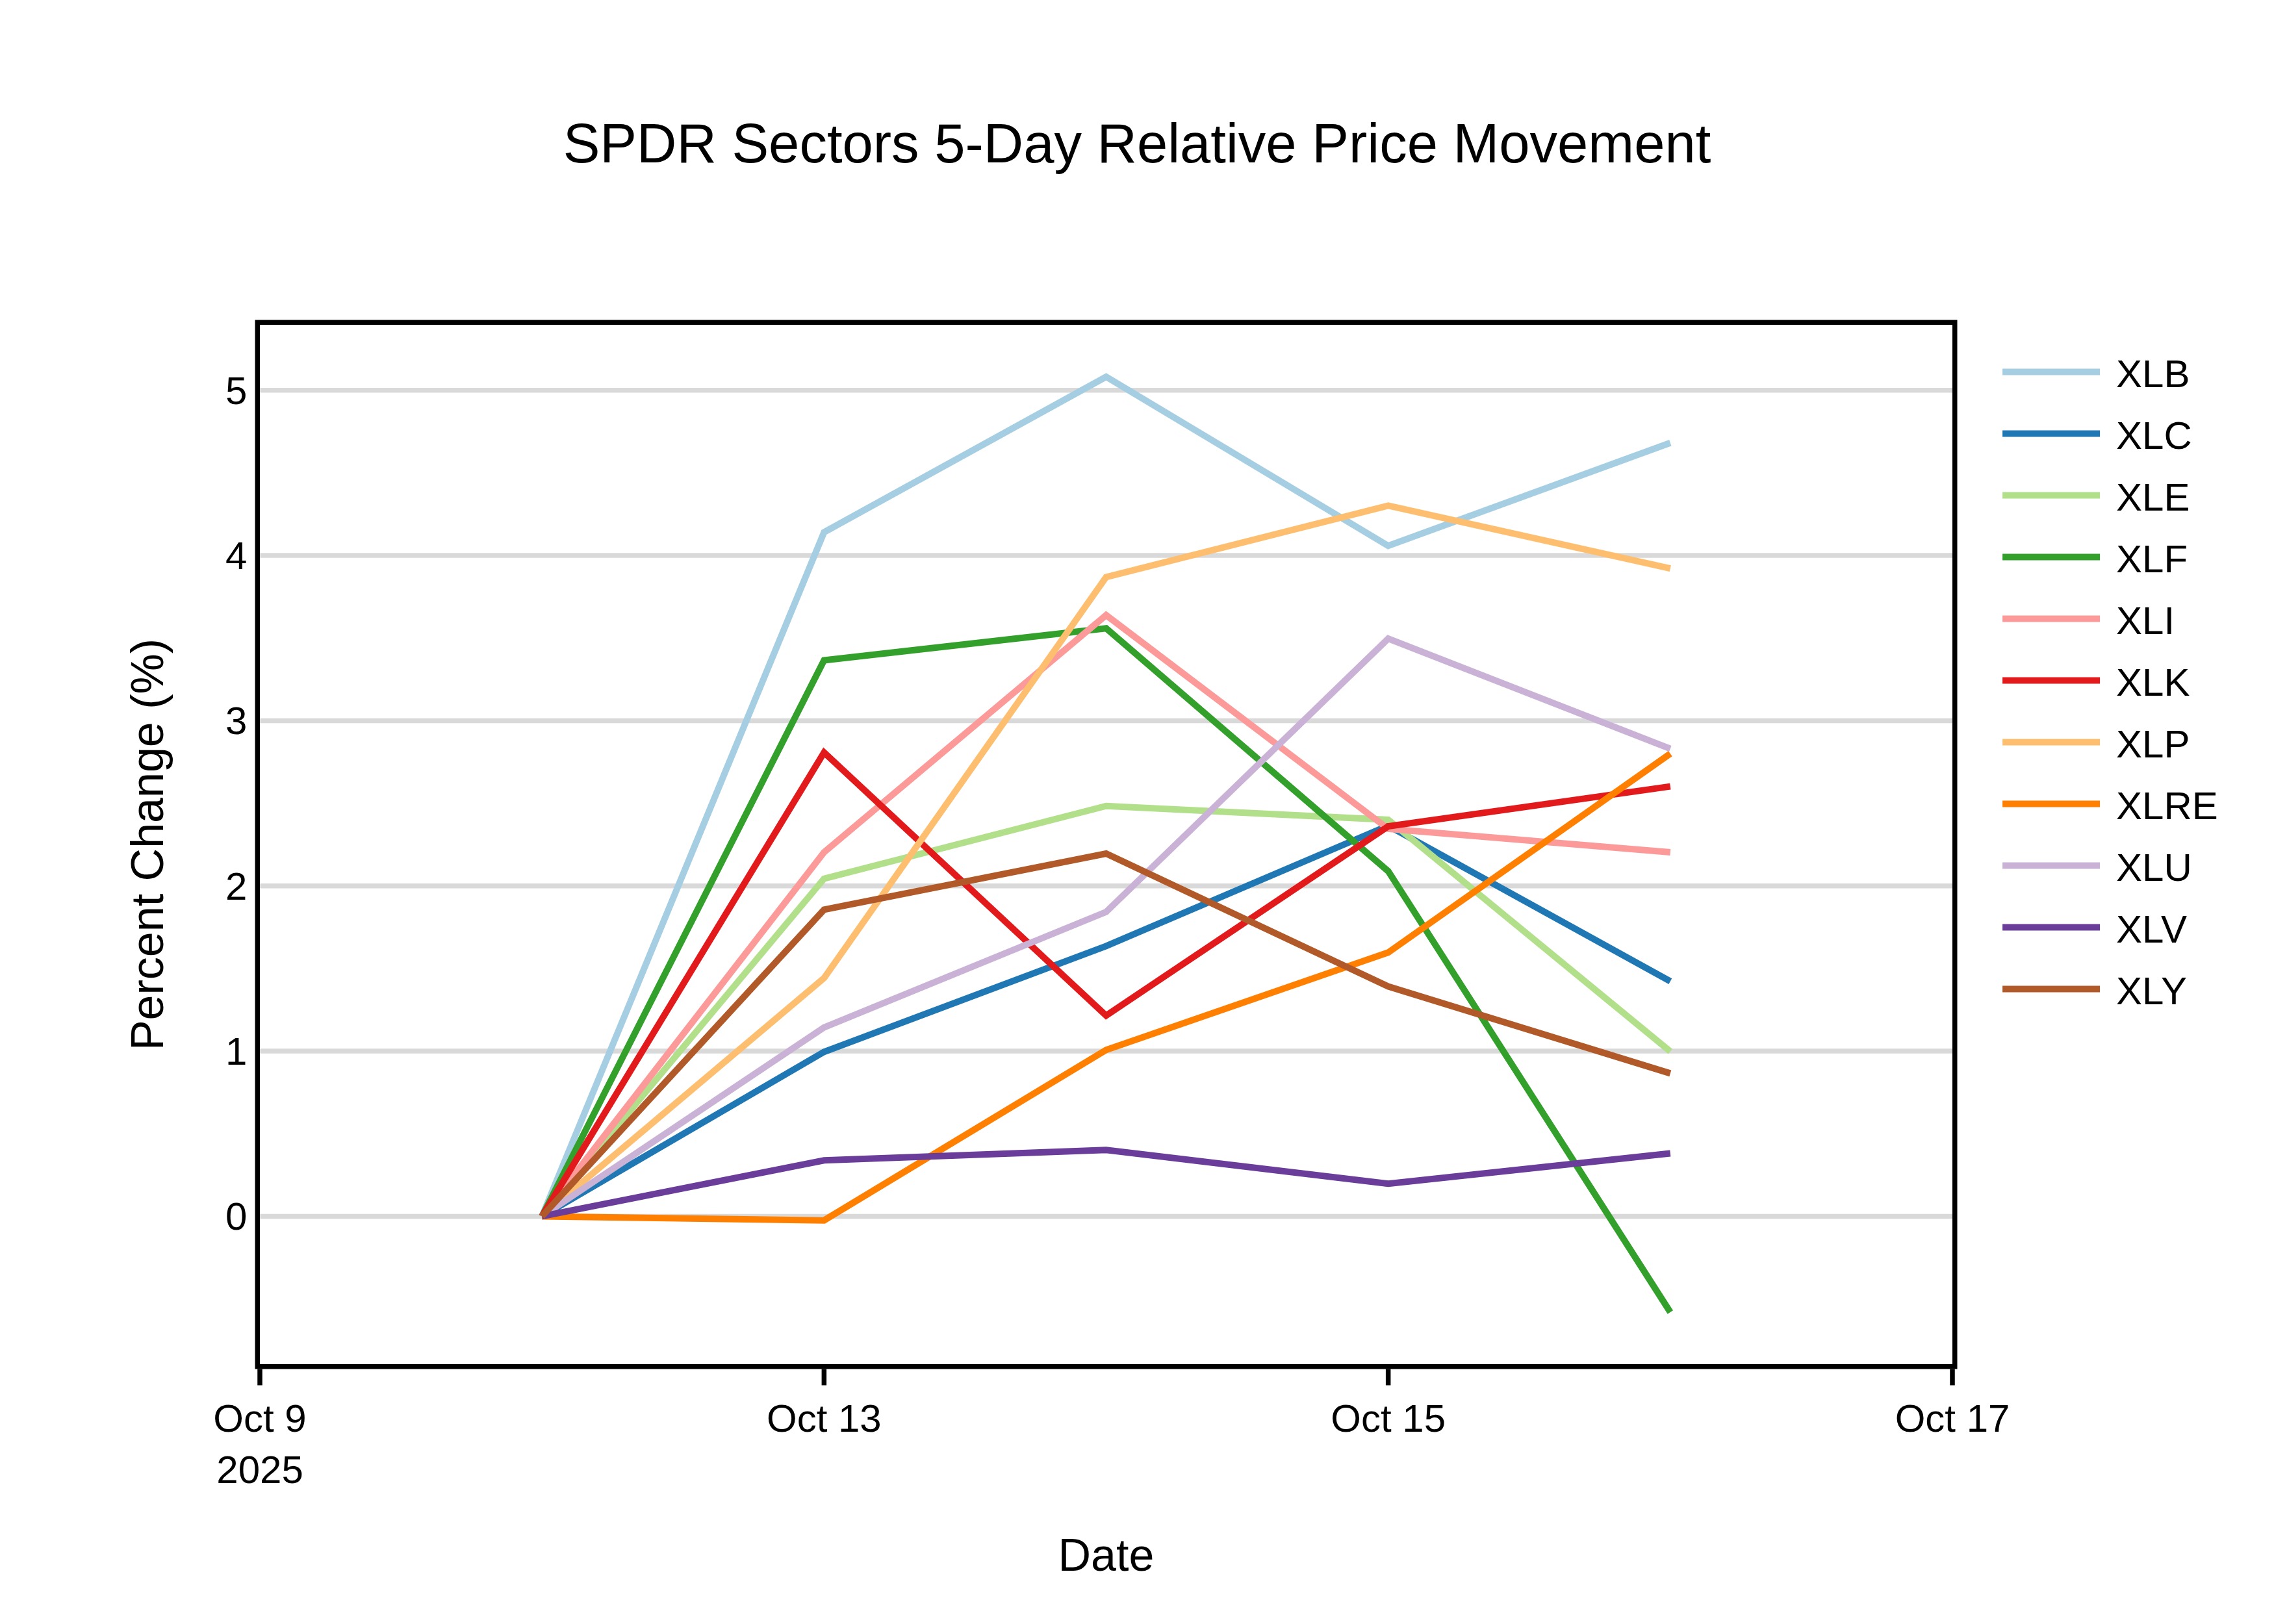 SPDR Sectors 5-Day Relative Price Movement
Percent Change (%)
5
4
3
2
1
0
Oct 9
2025
Oct 13
Oct 15
Oct 17
Date
XLB
XLC
XLE
XLF
XLI
XLK
XLP
XLRE
XLU
XLV
XLY